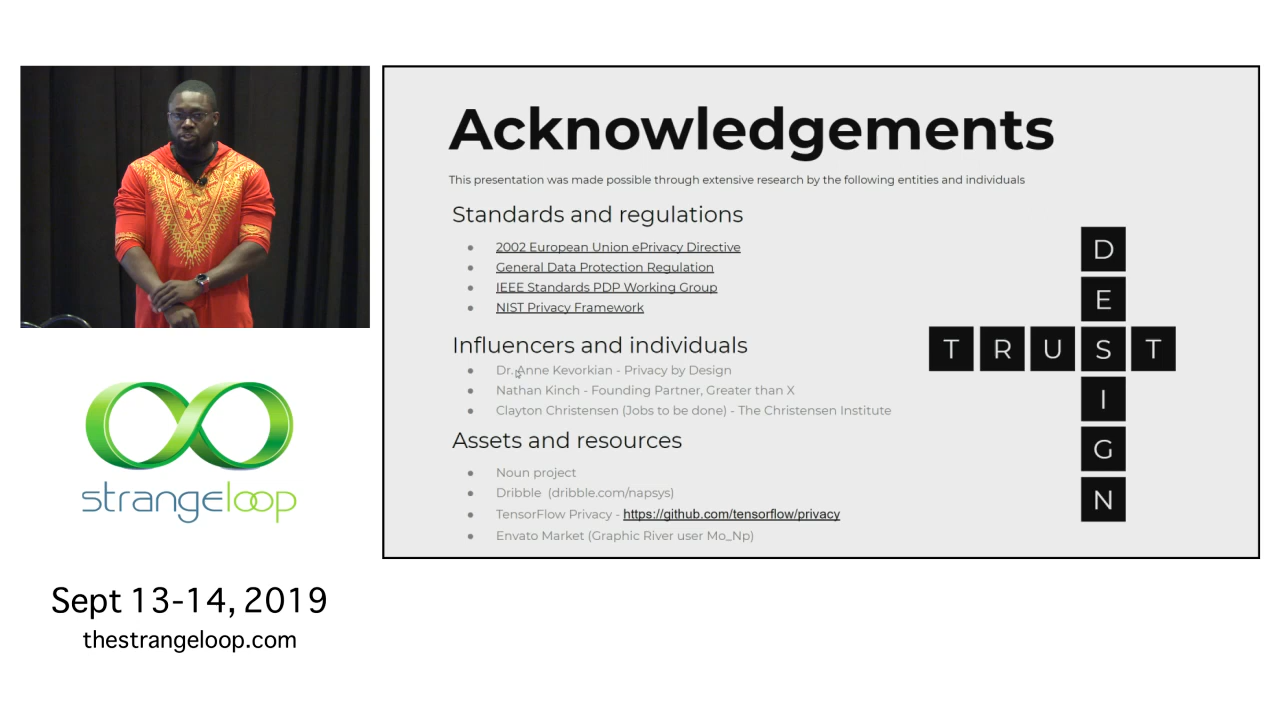 Acknowledgements
This presentation was made possible through extensive research by the following entities and individuals
Standards and regulations
2002 European Union ePrivacy Directive
General Data Protection Regulation
IEEE Standards PDP Working Group
NIST Privacy Framework
Influencers and individuals
Dr. Anne Kevorkian - Privacy by Design
Nathan Kinch - Founding Partner, Greater than X
Clayton Christensen (Jobs to be done) - The Christensen Institute
Assets and resources
Noun project
Dribble (dribble.com/napsys)
TensorFlow Privacy - https://github.com/tensorflow/privacy
Envato Market (Graphic River user Mo_Np)
TRUST
DESIGN
strangeloop
Sept 13-14, 2019
thestrangeloop.com